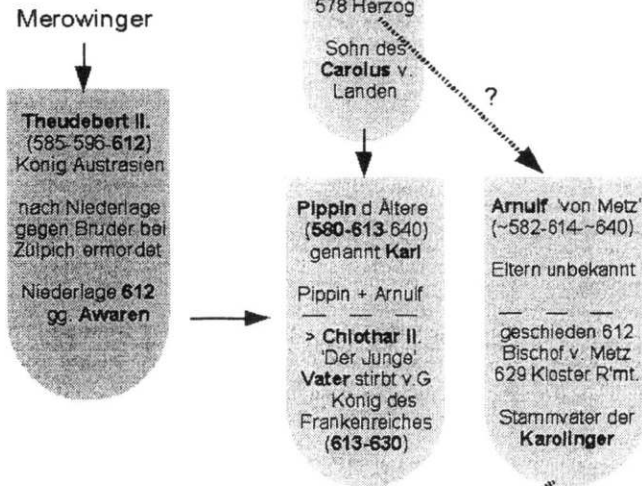 Merowinger
Theudebert II.
(585-596-612)
König Austrasien
nach Niederlage
gegen Bruder bei
Zülpich ermordet
Niederlage 612
gg. Awaren
578 Herzog
Sohn des
Carolus v.
Landen
?
Pippin d Ältere
(580-613-640)
genannt Karl
Pippin + Arnulf
> Chlothar II.
'Der Junge'
Vater stirbt v.G
König des
Frankenreiches
(613-630)
Arnulf 'von Metz'
(~582-614-~640)
Eltern unbekannt
geschieden 612
Bischof v. Metz
629 Kloster R'mt.
Stammvater der
Karolinger